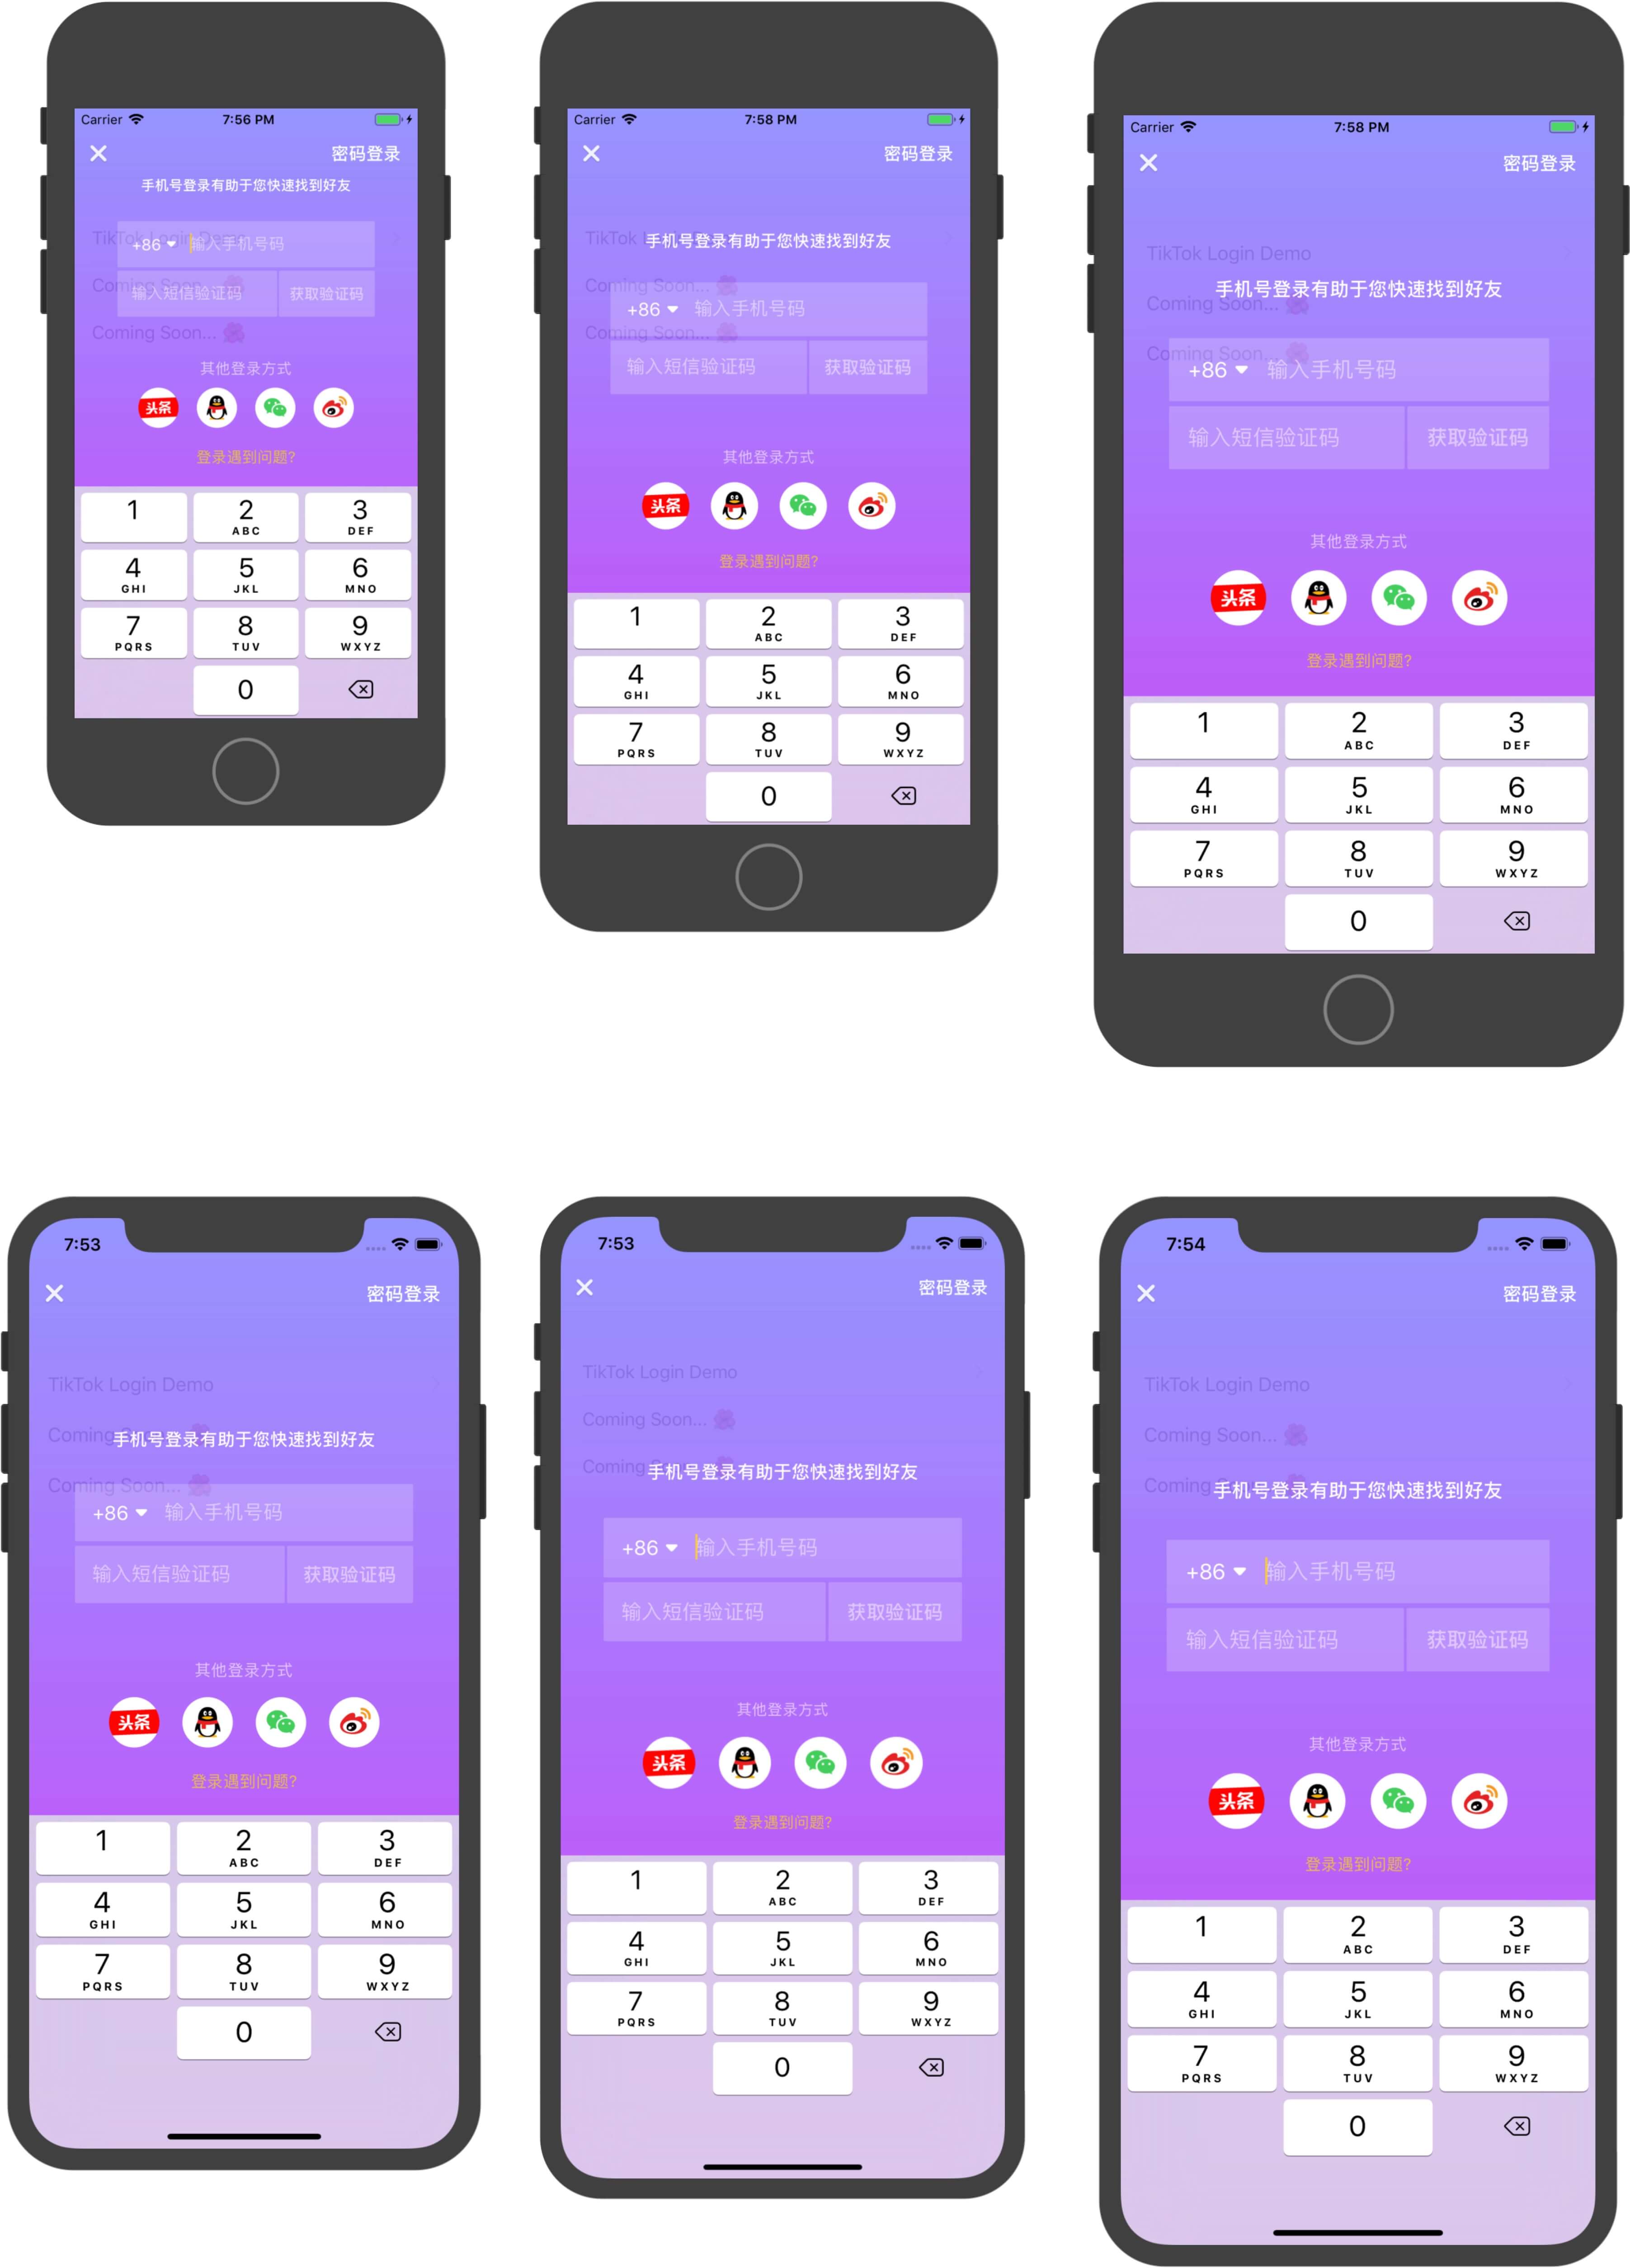 Carrier 7:56 PM
密码登录
手机号登录有助于您快速找到好友
TikTok Login Demo
+86 输入手机号码
Coming Soon... 🌺
输入短信验证码 获取验证码
Coming Soon... 🌺
其他登录方式
头条
登录遇到问题?
1 2 3
ABC DEF
4 5 6
GHI JKL MNO
7 8 9
PQRS TUV WXYZ
0
Carrier 7:58 PM
密码登录
TikTok Login Demo
手机号登录有助于您快速找到好友
Coming Soon... 🌺
+86 输入手机号码
Coming Soon... 🌺
输入短信验证码 获取验证码
其他登录方式
头条
登录遇到问题?
1 2 3
ABC DEF
4 5 6
GHI JKL MNO
7 8 9
PQRS TUV WXYZ
0
Carrier 7:58 PM
密码登录
TikTok Login Demo
手机号登录有助于您快速找到好友
Coming Soon... 🌺
Coming Soon... 🌺
+86 输入手机号码
输入短信验证码 获取验证码
其他登录方式
头条
登录遇到问题?
1 2 3
ABC DEF
4 5 6
GHI JKL MNO
7 8 9
PQRS TUV WXYZ
0
7:53
密码登录
TikTok Login Demo
Coming Soon... 🌺
手机号登录有助于您快速找到好友
Coming Soon... 🌺
+86 输入手机号码
输入短信验证码 获取验证码
其他登录方式
头条
登录遇到问题?
1 2 3
ABC DEF
4 5 6
GHI JKL MNO
7 8 9
PQRS TUV WXYZ
0
7:53
密码登录
TikTok Login Demo
Coming Soon... 🌺
Coming Soon... 🌺
手机号登录有助于您快速找到好友
+86 输入手机号码
输入短信验证码 获取验证码
其他登录方式
头条
登录遇到问题?
1 2 3
ABC DEF
4 5 6
GHI JKL MNO
7 8 9
PQRS TUV WXYZ
0
7:54
密码登录
TikTok Login Demo
Coming Soon... 🌺
Coming Soon... 🌺
手机号登录有助于您快速找到好友
+86 输入手机号码
输入短信验证码 获取验证码
其他登录方式
头条
登录遇到问题?
1 2 3
ABC DEF
4 5 6
GHI JKL MNO
7 8 9
PQRS TUV WXYZ
0